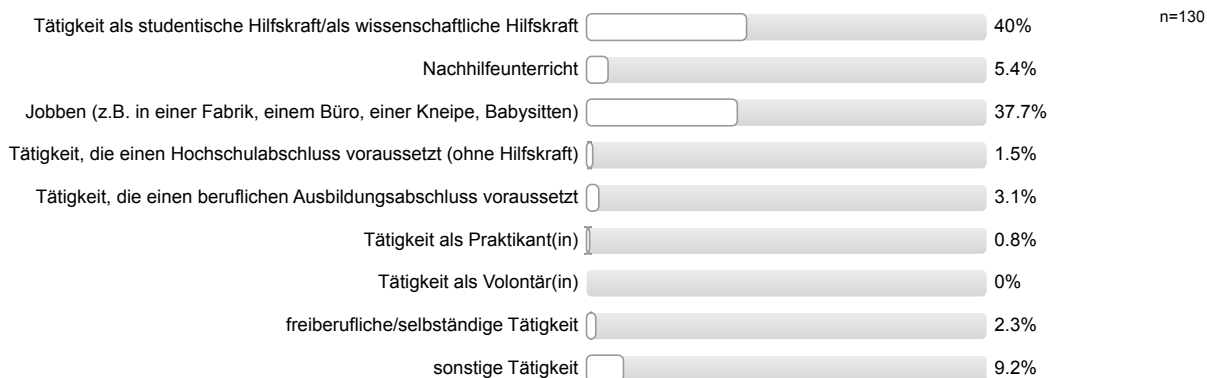 n=130
Tätigkeit als studentische Hilfskraft/als wissenschaftliche Hilfskraft 40%
Nachhilfeunterricht 5.4%
Jobben (z.B. in einer Fabrik, einem Büro, einer Kneipe, Babysitten) 37.7%
Tätigkeit, die einen Hochschulabschluss voraussetzt (ohne Hilfskraft) 1.5%
Tätigkeit, die einen beruflichen Ausbildungsabschluss voraussetzt 3.1%
Tätigkeit als Praktikant(in) 0.8%
Tätigkeit als Volontär(in) 0%
freiberufliche/selbständige Tätigkeit 2.3%
sonstige Tätigkeit 9.2%